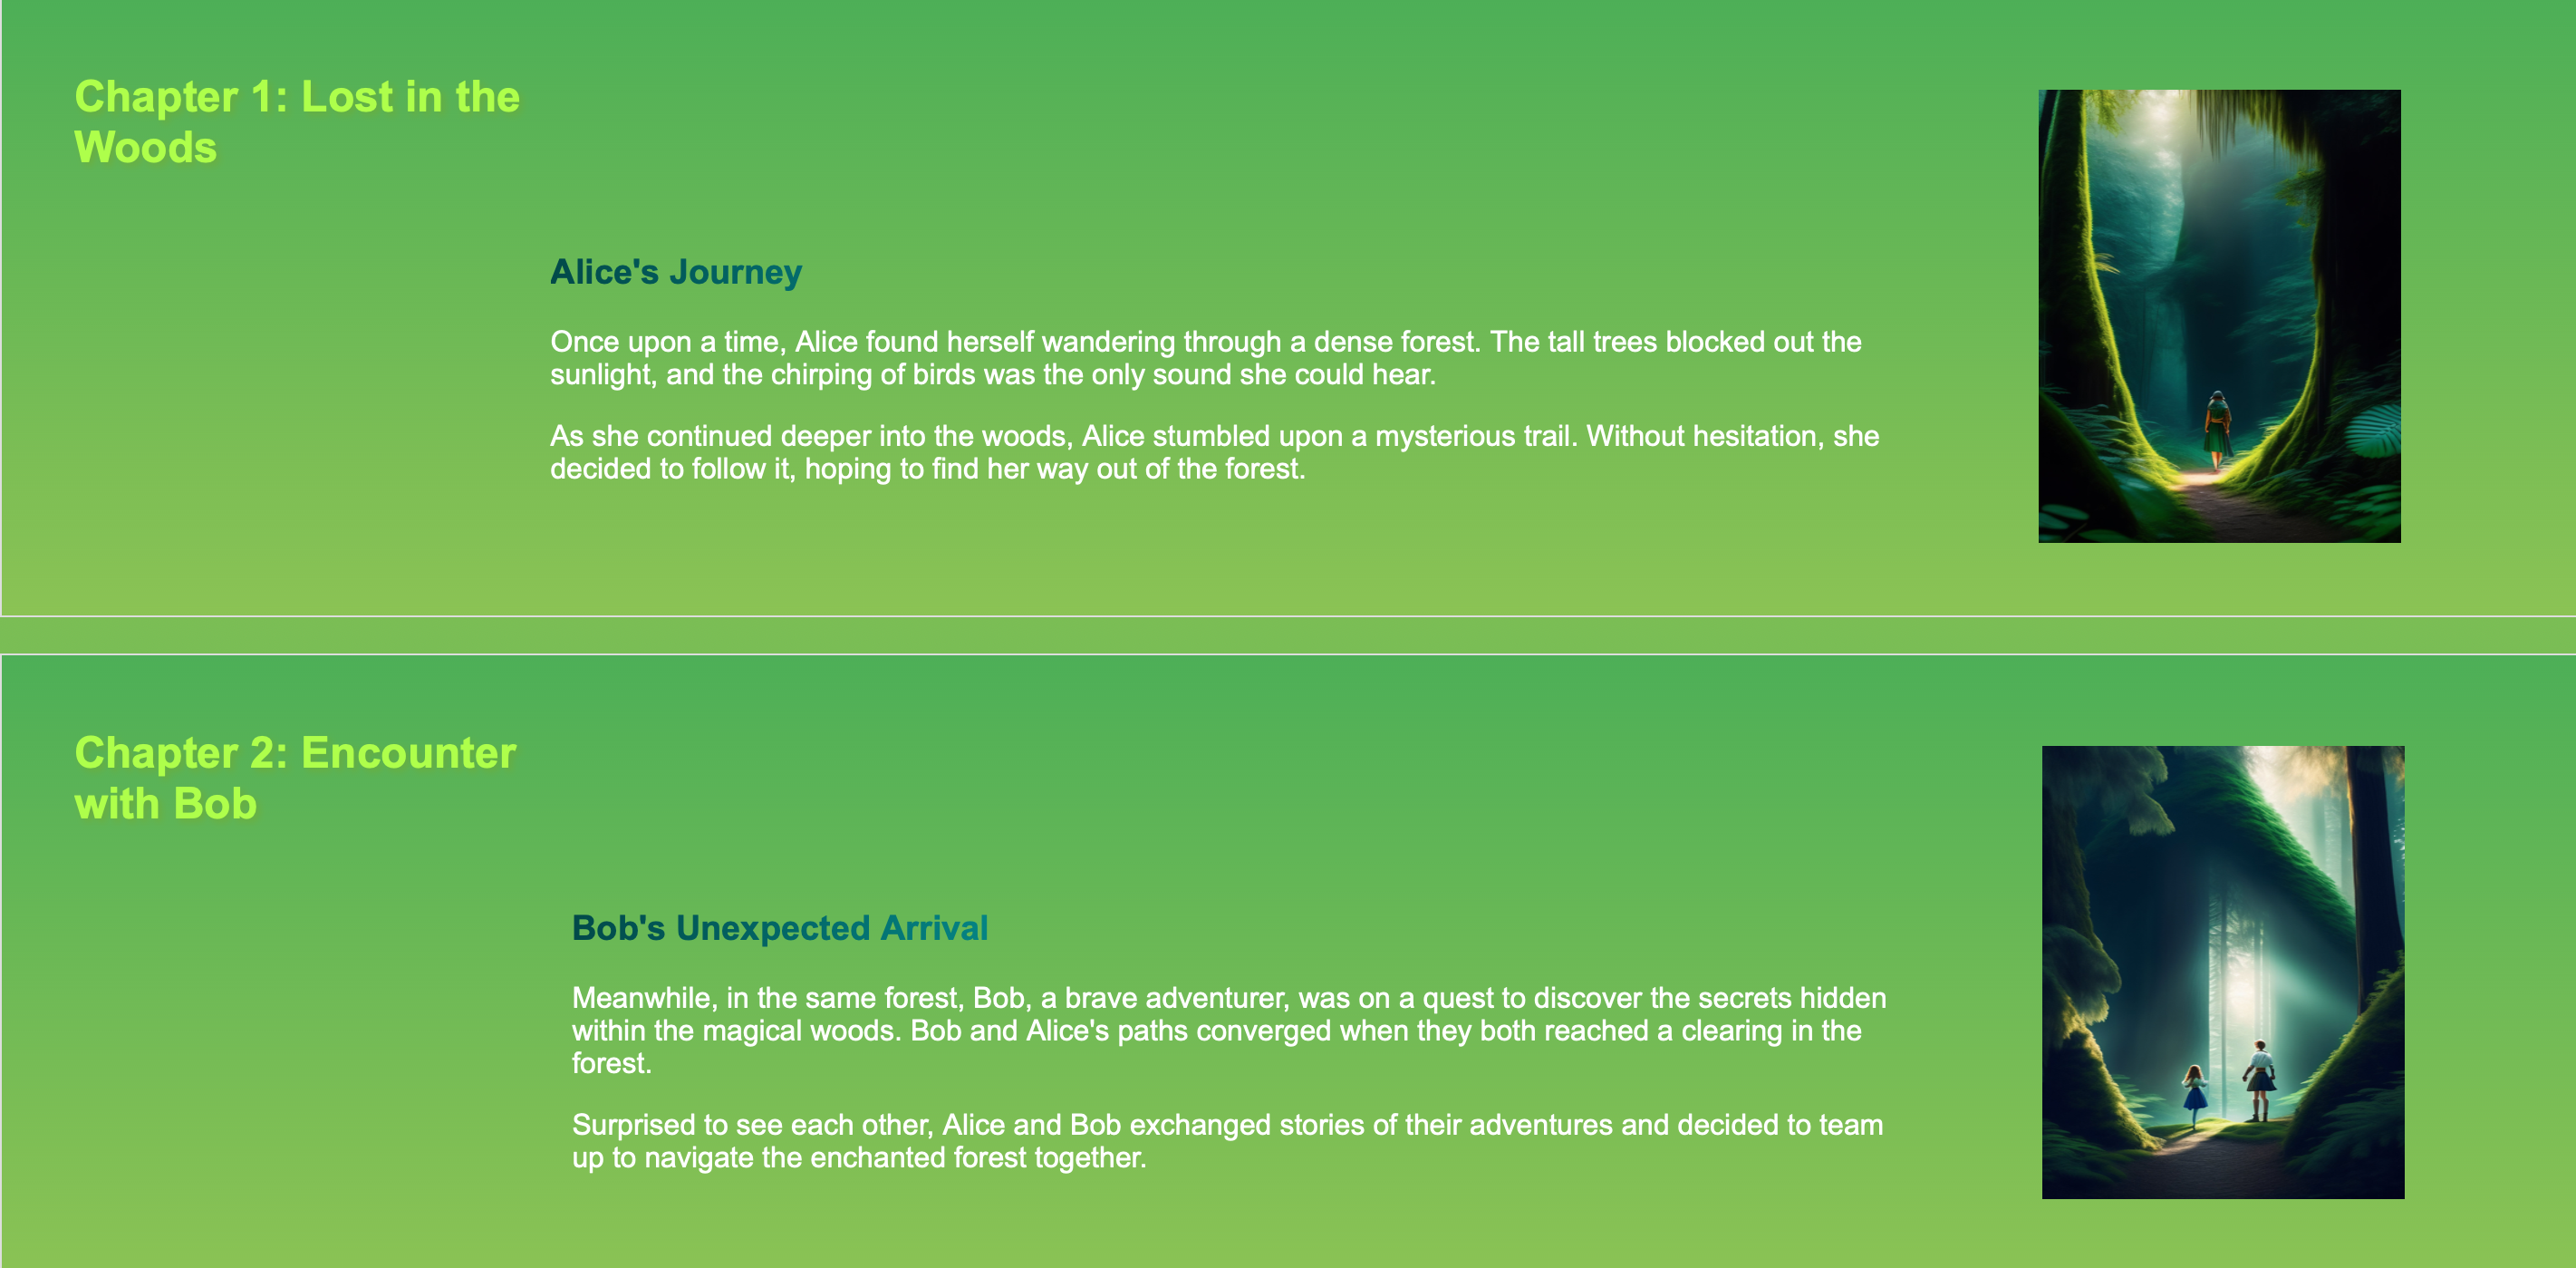 Chapter 1: Lost in the
Woods
Alice's Journey
Once upon a time, Alice found herself wandering through a dense forest. The tall trees blocked out the
sunlight, and the chirping of birds was the only sound she could hear.
As she continued deeper into the woods, Alice stumbled upon a mysterious trail. Without hesitation, she
decided to follow it, hoping to find her way out of the forest.
Chapter 2: Encounter
with Bob
Bob's Unexpected Arrival
Meanwhile, in the same forest, Bob, a brave adventurer, was on a quest to discover the secrets hidden
within the magical woods. Bob and Alice's paths converged when they both reached a clearing in the
forest.
Surprised to see each other, Alice and Bob exchanged stories of their adventures and decided to team
up to navigate the enchanted forest together.